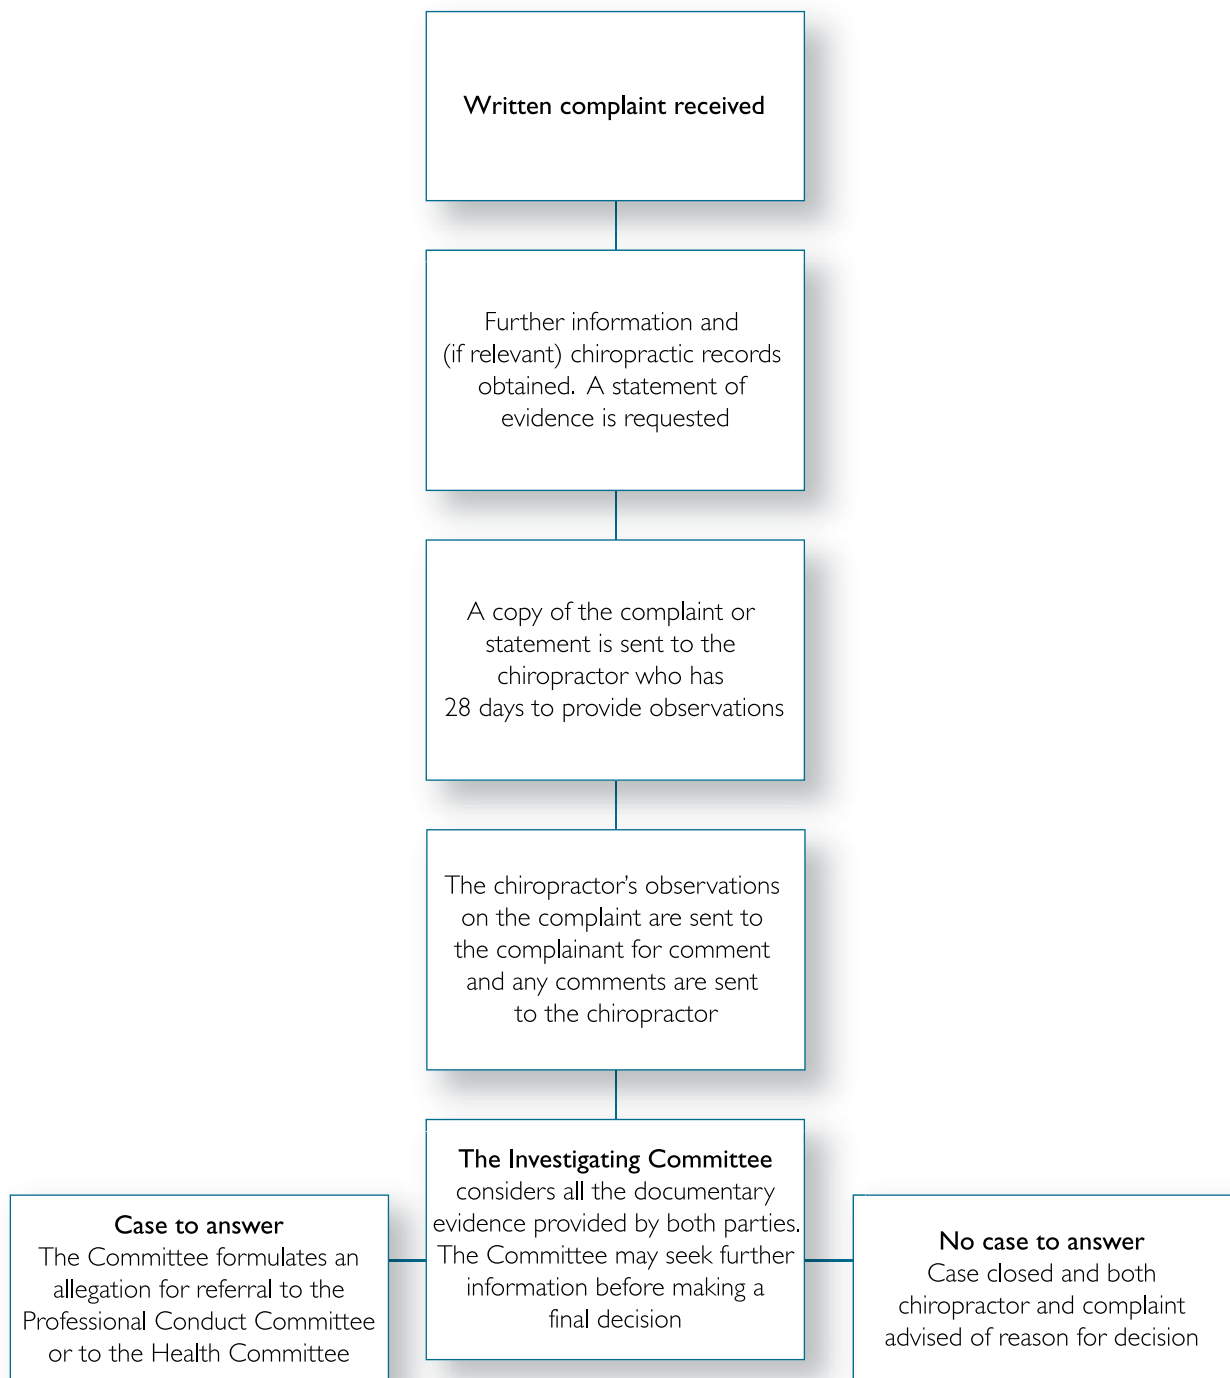 Written complaint received
Further information and
(if relevant) chiropractic records
obtained. A statement of
evidence is requested
A copy of the complaint or
statement is sent to the
chiropractor who has
28 days to provide observations
The chiropractor’s observations
on the complaint are sent to
the complainant for comment
and any comments are sent
to the chiropractor
The Investigating Committee
considers all the documentary
evidence provided by both parties.
The Committee may seek further
information before making a
final decision
Case to answer
The Committee formulates an
allegation for referral to the
Professional Conduct Committee
or to the Health Committee
No case to answer
Case closed and both
chiropractor and complaint
advised of reason for decision